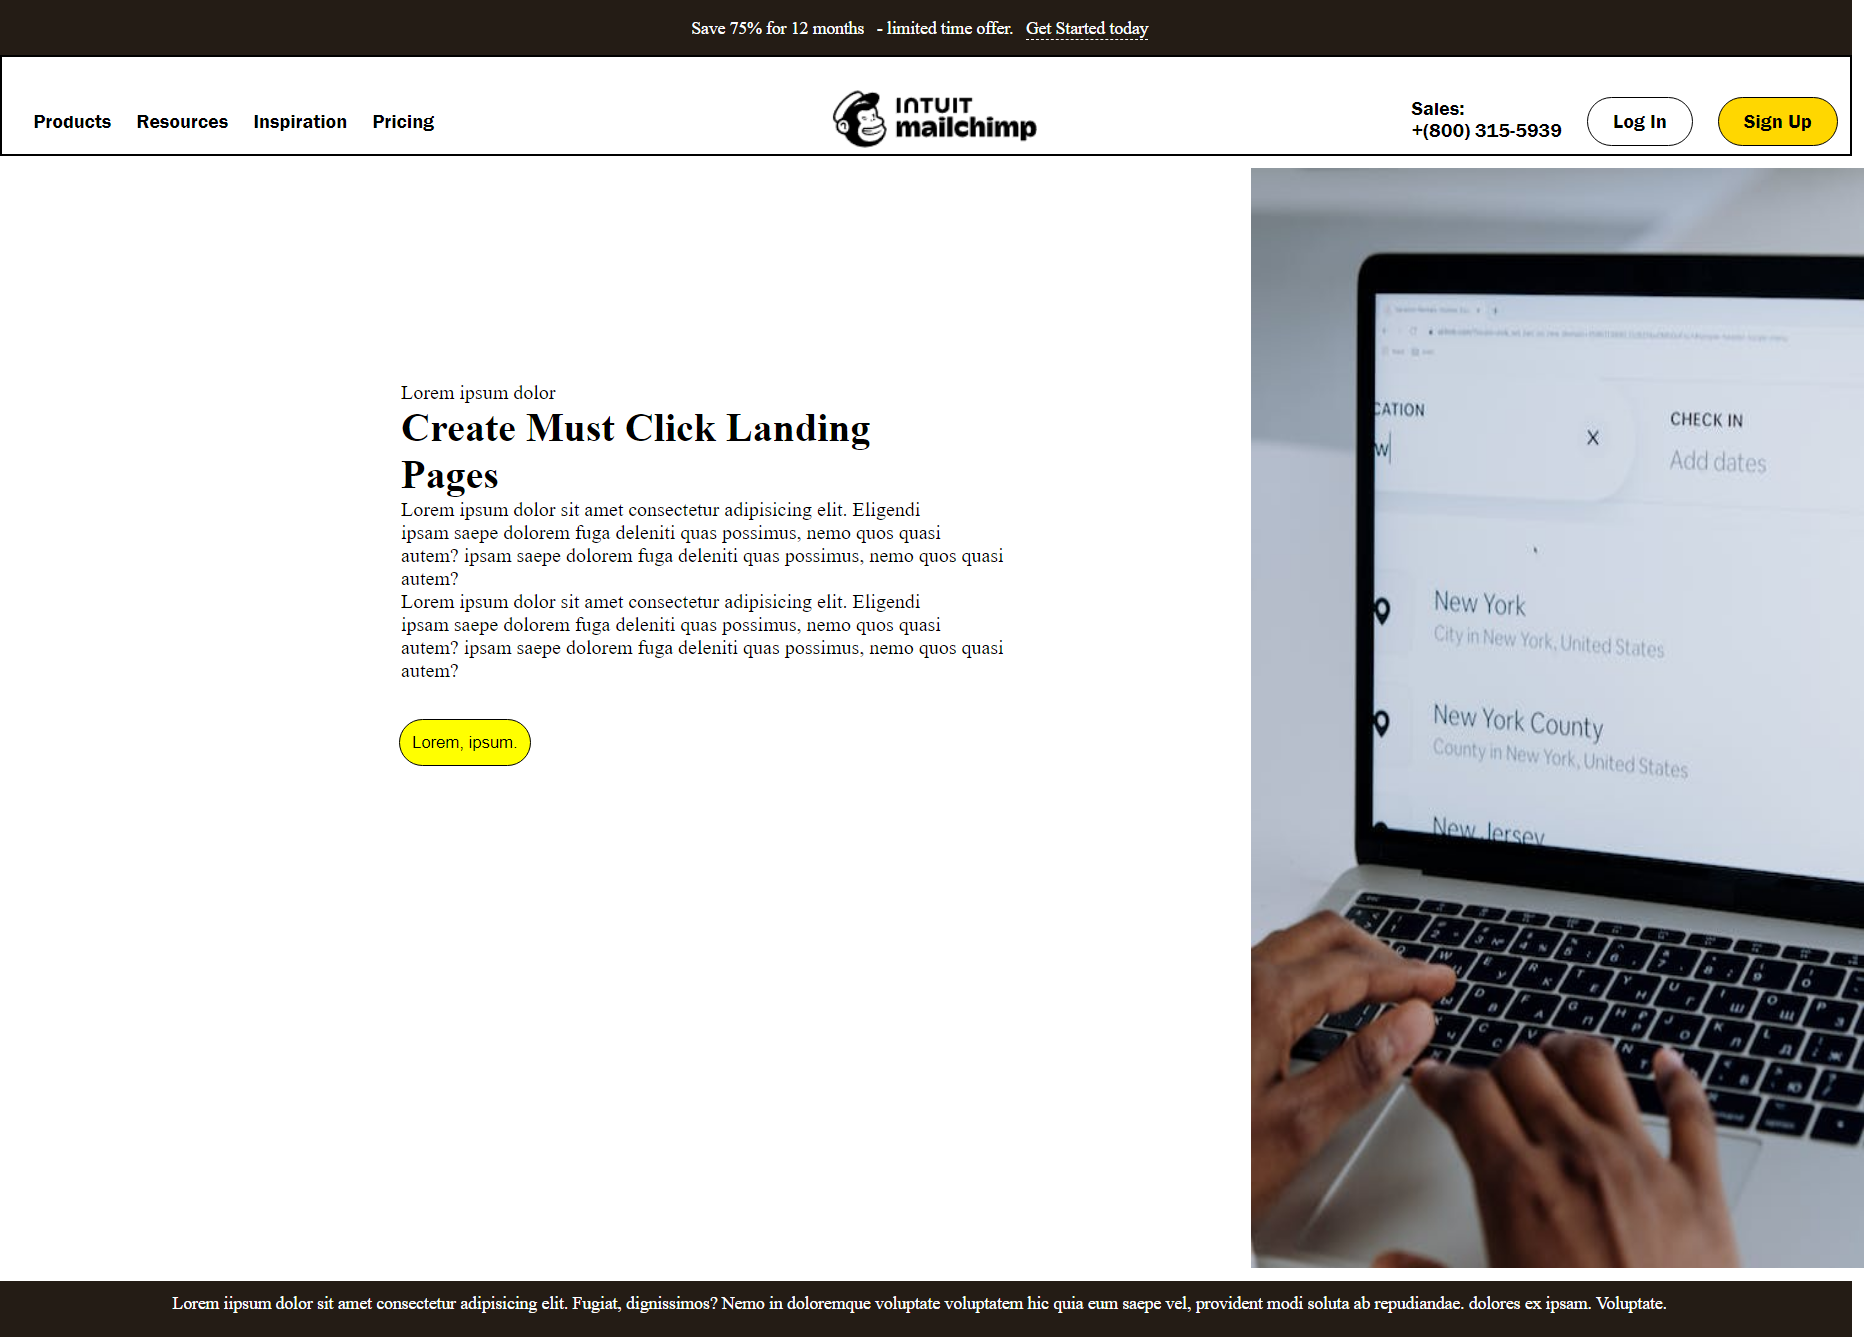 Save 75% for 12 months - limited time offer. Get Started today
Products Resources Inspiration Pricing
INTUIT
mailchimp
Sales:
+(800) 315-5939
Log In
Sign Up
Lorem ipsum dolor
Create Must Click Landing
Pages
Lorem ipsum dolor sit amet consectetur adipisicing elit. Eligendi
ipsam saepe dolorem fuga deleniti quas possimus, nemo quos quasi
autem? ipsam saepe dolorem fuga deleniti quas possimus, nemo quos quasi
autem?
Lorem ipsum dolor sit amet consectetur adipisicing elit. Eligendi
ipsam saepe dolorem fuga deleniti quas possimus, nemo quos quasi
autem? ipsam saepe dolorem fuga deleniti quas possimus, nemo quos quasi
autem?
Lorem, ipsum.
CATION
w
X
CHECK IN
Add dates
New York
City in New York, United States
New York County
County in New York, United States
New Jersey
Lorem iipsum dolor sit amet consectetur adipisicing elit. Fugiat, dignissimos? Nemo in doloremque voluptate voluptatem hic quia eum saepe vel, provident modi soluta ab repudiandae. dolores ex ipsam. Voluptate.